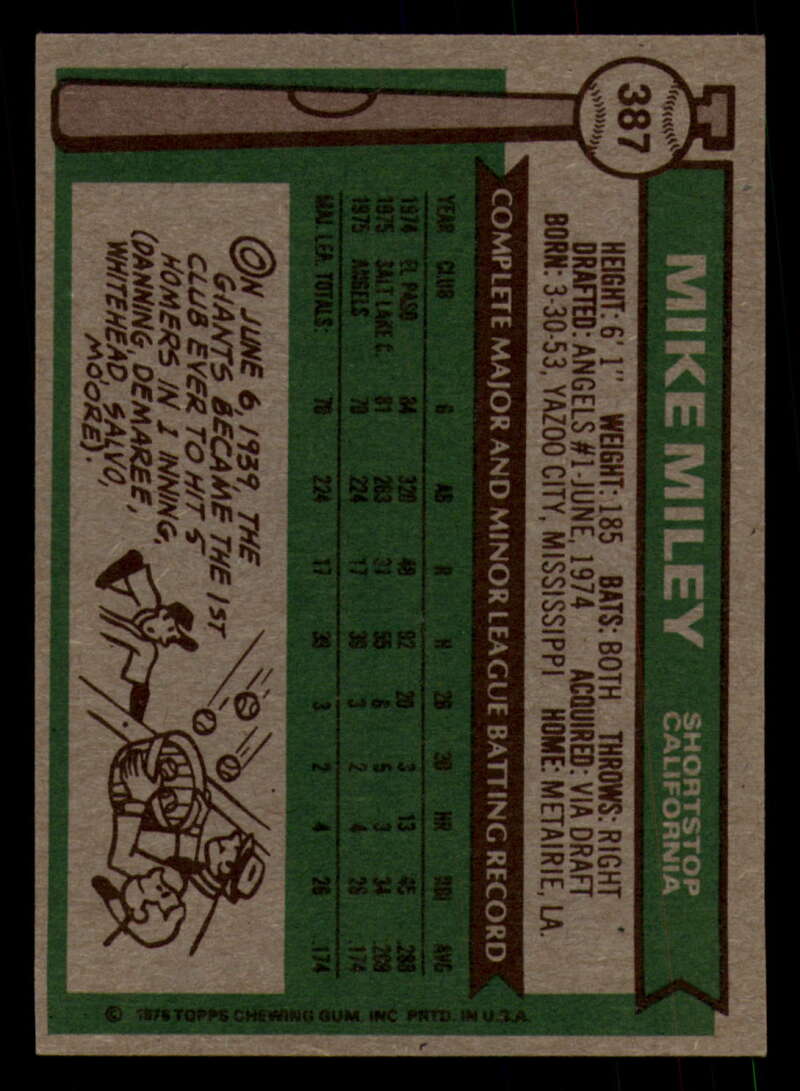 387
MIKE MILEY
SHORTSTOP
CALIFORNIA
HEIGHT: 6' 1" WEIGHT: 185 BATS: BOTH THROWS: RIGHT
DRAFTED: ANGELS #1-JUNE, 1974 ACQUIRED: VIA DRAFT
BORN: 3-30-53, YAZOO CITY, MISSISSIPPI HOME: METAIRIE, LA.
COMPLETE MAJOR AND MINOR LEAGUE BATTING RECORD
YEAR CLUB G AB R H 2B 3B HR RBI AVG
1974 EL PASO 84 320 48 92 20 3 13 45 .288
1975 SALT LAKE C. 81 263 31 55 6 5 3 34 .209
1975 ANGELS 70 224 17 39 3 2 4 26 .174
MAJ. LEA. TOTALS: 70 224 17 39 3 2 4 26 .174
ON JUNE 6, 1939, THE
GIANTS BECAME THE 1ST
CLUB EVER TO HIT 5
HOMERS IN 1 INNING,
(DANNING, DEMAREE,
WHITEHEAD, SALVO,
MOORE).
© 1976 TOPPS CHEWING GUM, INC. PRTD. IN U.S.A.